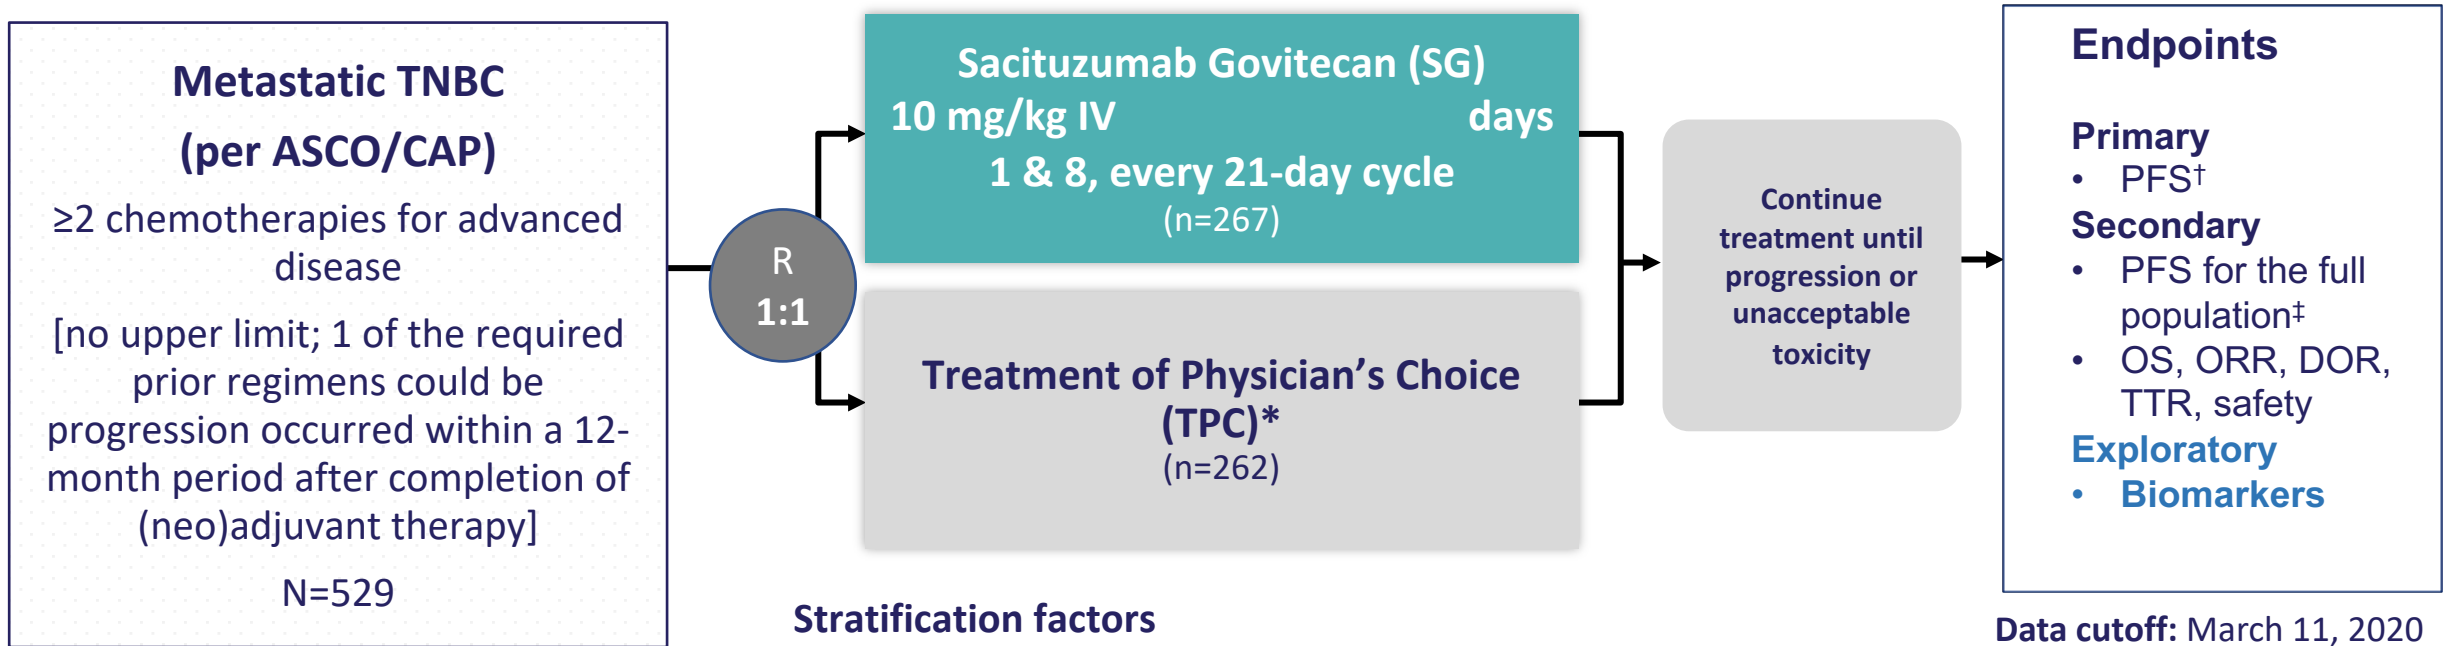 Metastatic TNBC
(per ASCO/CAP)
≥2 chemotherapies for advanced
disease
[no upper limit; 1 of the required
prior regimens could be
progression occurred within a 12-
month period after completion of
(neo)adjuvant therapy]
N=529
R
1:1
Sacituzumab Govitecan (SG)
10 mg/kg IV days
1 & 8, every 21-day cycle
(n=267)
Treatment of Physician’s Choice
(TPC)*
(n=262)
Stratification factors
Continue
treatment until
progression or
unacceptable
toxicity
Endpoints
Primary
• PFS†
Secondary
• PFS for the full
population‡
• OS, ORR, DOR,
TTR, safety
Exploratory
• Biomarkers
Data cutoff: March 11, 2020